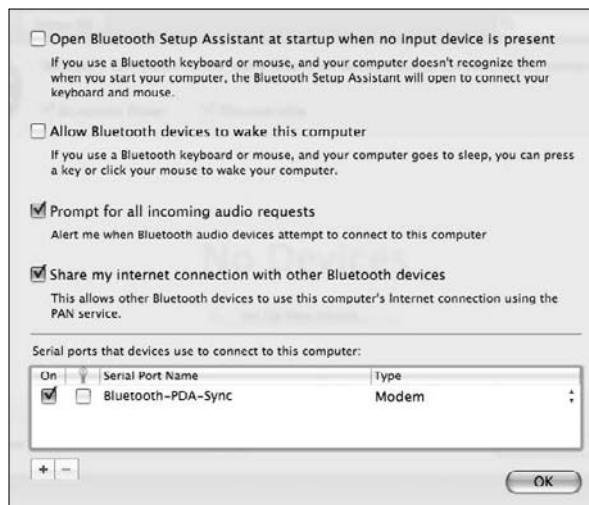 Open Bluetooth Setup Assistant at startup when no input device is present
If you use a Bluetooth keyboard or mouse, and your computer doesn't recognize them
when you start your computer, the Bluetooth Setup Assistant will open to connect your
keyboard and mouse.
Allow Bluetooth devices to wake this computer
If you use a Bluetooth keyboard or mouse, and your computer goes to sleep, you can press
a key or click your mouse to wake your computer.
Prompt for all incoming audio requests
Alert me when Bluetooth audio devices attempt to connect to this computer
No Devices
Share my internet connection with other Bluetooth devices
This allows other Bluetooth devices to use this computer's Internet connection using the
PAN service.
Serial ports that devices use to connect to this computer:
On Serial Port Name Type
Bluetooth-PDA-Sync Modem
+ −
OK